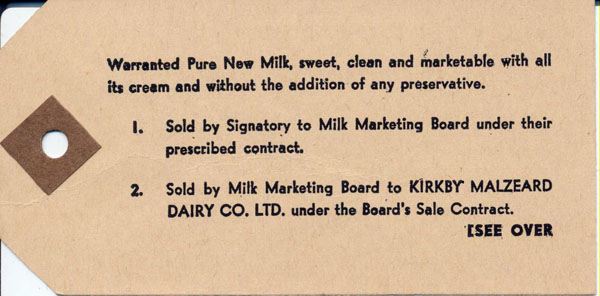 Warranted Pure New Milk, sweet, clean and marketable with all
its cream and without the addition of any preservative.
1. Sold by Signatory to Milk Marketing Board under their
prescribed contract.
2. Sold by Milk Marketing Board to KIRKBY MALZEARD
DAIRY CO. LTD. under the Board's Sale Contract.
[SEE OVER